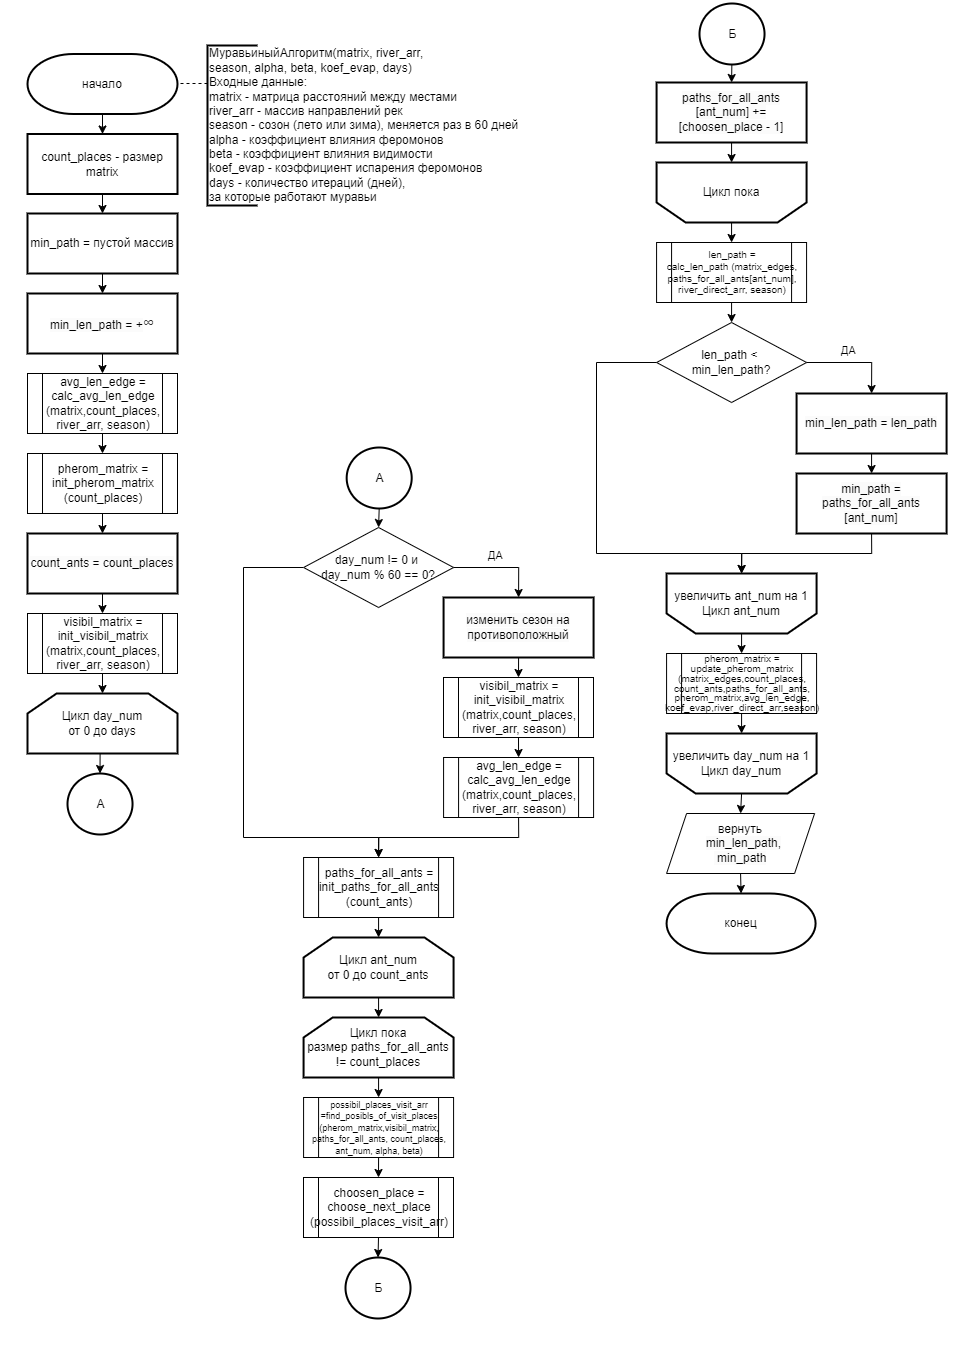 начало
МуравьиныйАлгоритм(matrix, river_arr,
season, alpha, beta, koef_evap, days)
Входные данные:
matrix - матрица расстояний между местами
river_arr - массив направлений рек
season - созон (лето или зима), меняется раз в 60 дней
alpha - коэффициент влияния феромонов
beta - коэффициент влияния видимости
koef_evap - коэффициент испарения феромонов
days - количество итераций (дней),
за которые работают муравьи
count_places - размер
matrix
min_path = пустой массив
min_len_path = +∞
avg_len_edge =
calc_avg_len_edge
(matrix,count_places,
river_arr, season)
pherom_matrix =
init_pherom_matrix
(count_places)
count_ants = count_places
visibil_matrix =
init_visibil_matrix
(matrix,count_places,
river_arr, season)
Цикл day_num
от 0 до days
А
А
day_num != 0 и
day_num % 60 == 0?
ДА
изменить сезон на
противоположный
visibil_matrix =
init_visibil_matrix
(matrix,count_places,
river_arr, season)
avg_len_edge =
calc_avg_len_edge
(matrix,count_places,
river_arr, season)
paths_for_all_ants =
init_paths_for_all_ants
(count_ants)
Цикл ant_num
от 0 до count_ants
Цикл пока
размер paths_for_all_ants
!= count_places
possibil_places_visit_arr
=find_posibls_of_visit_places
(pherom_matrix,visibil_matrix,
paths_for_all_ants, count_places,
ant_num, alpha, beta)
choosen_place =
choose_next_place
(possibil_places_visit_arr)
Б
Б
paths_for_all_ants
[ant_num] +=
[choosen_place - 1]
Цикл пока
len_path =
calc_len_path (matrix_edges,
paths_for_all_ants[ant_num],
river_direct_arr, season)
len_path <
min_len_path?
ДА
min_len_path = len_path
min_path =
paths_for_all_ants
[ant_num]
увеличить ant_num на 1
Цикл ant_num
pherom_matrix =
update_pherom_matrix
(matrix_edges,count_places,
count_ants,paths_for_all_ants,
pherom_matrix,avg_len_edge,
koef_evap,river_direct_arr,season)
увеличить day_num на 1
Цикл day_num
вернуть
min_len_path,
min_path
конец